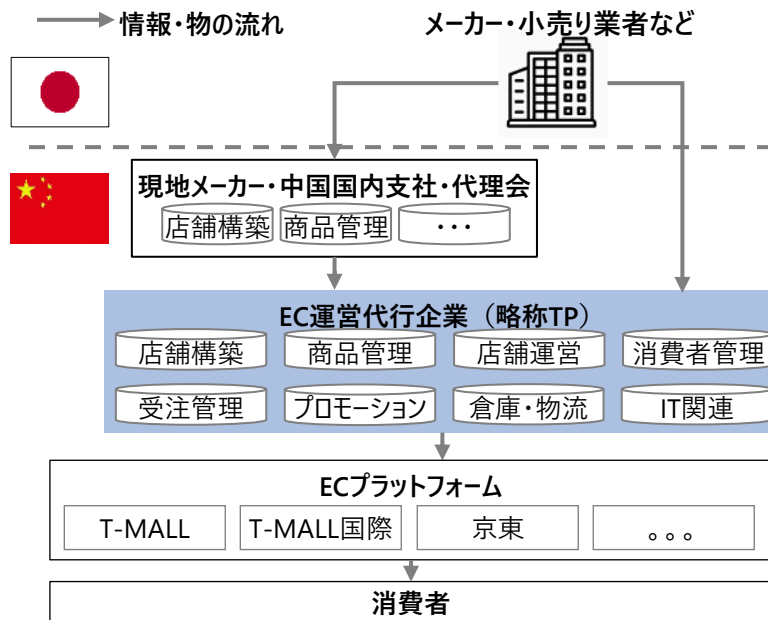 情報・物の流れ
メーカー・小売り業者など
現地メーカー・中国国内支社・代理会
店舗構築
商品管理
・・・
EC運営代行企業（略称TP）
店舗構築
商品管理
店舗運営
消費者管理
受注管理
プロモーション
倉庫・物流
IT関連
ECプラットフォーム
T-MALL
T-MALL国際
京東
。。。
消費者